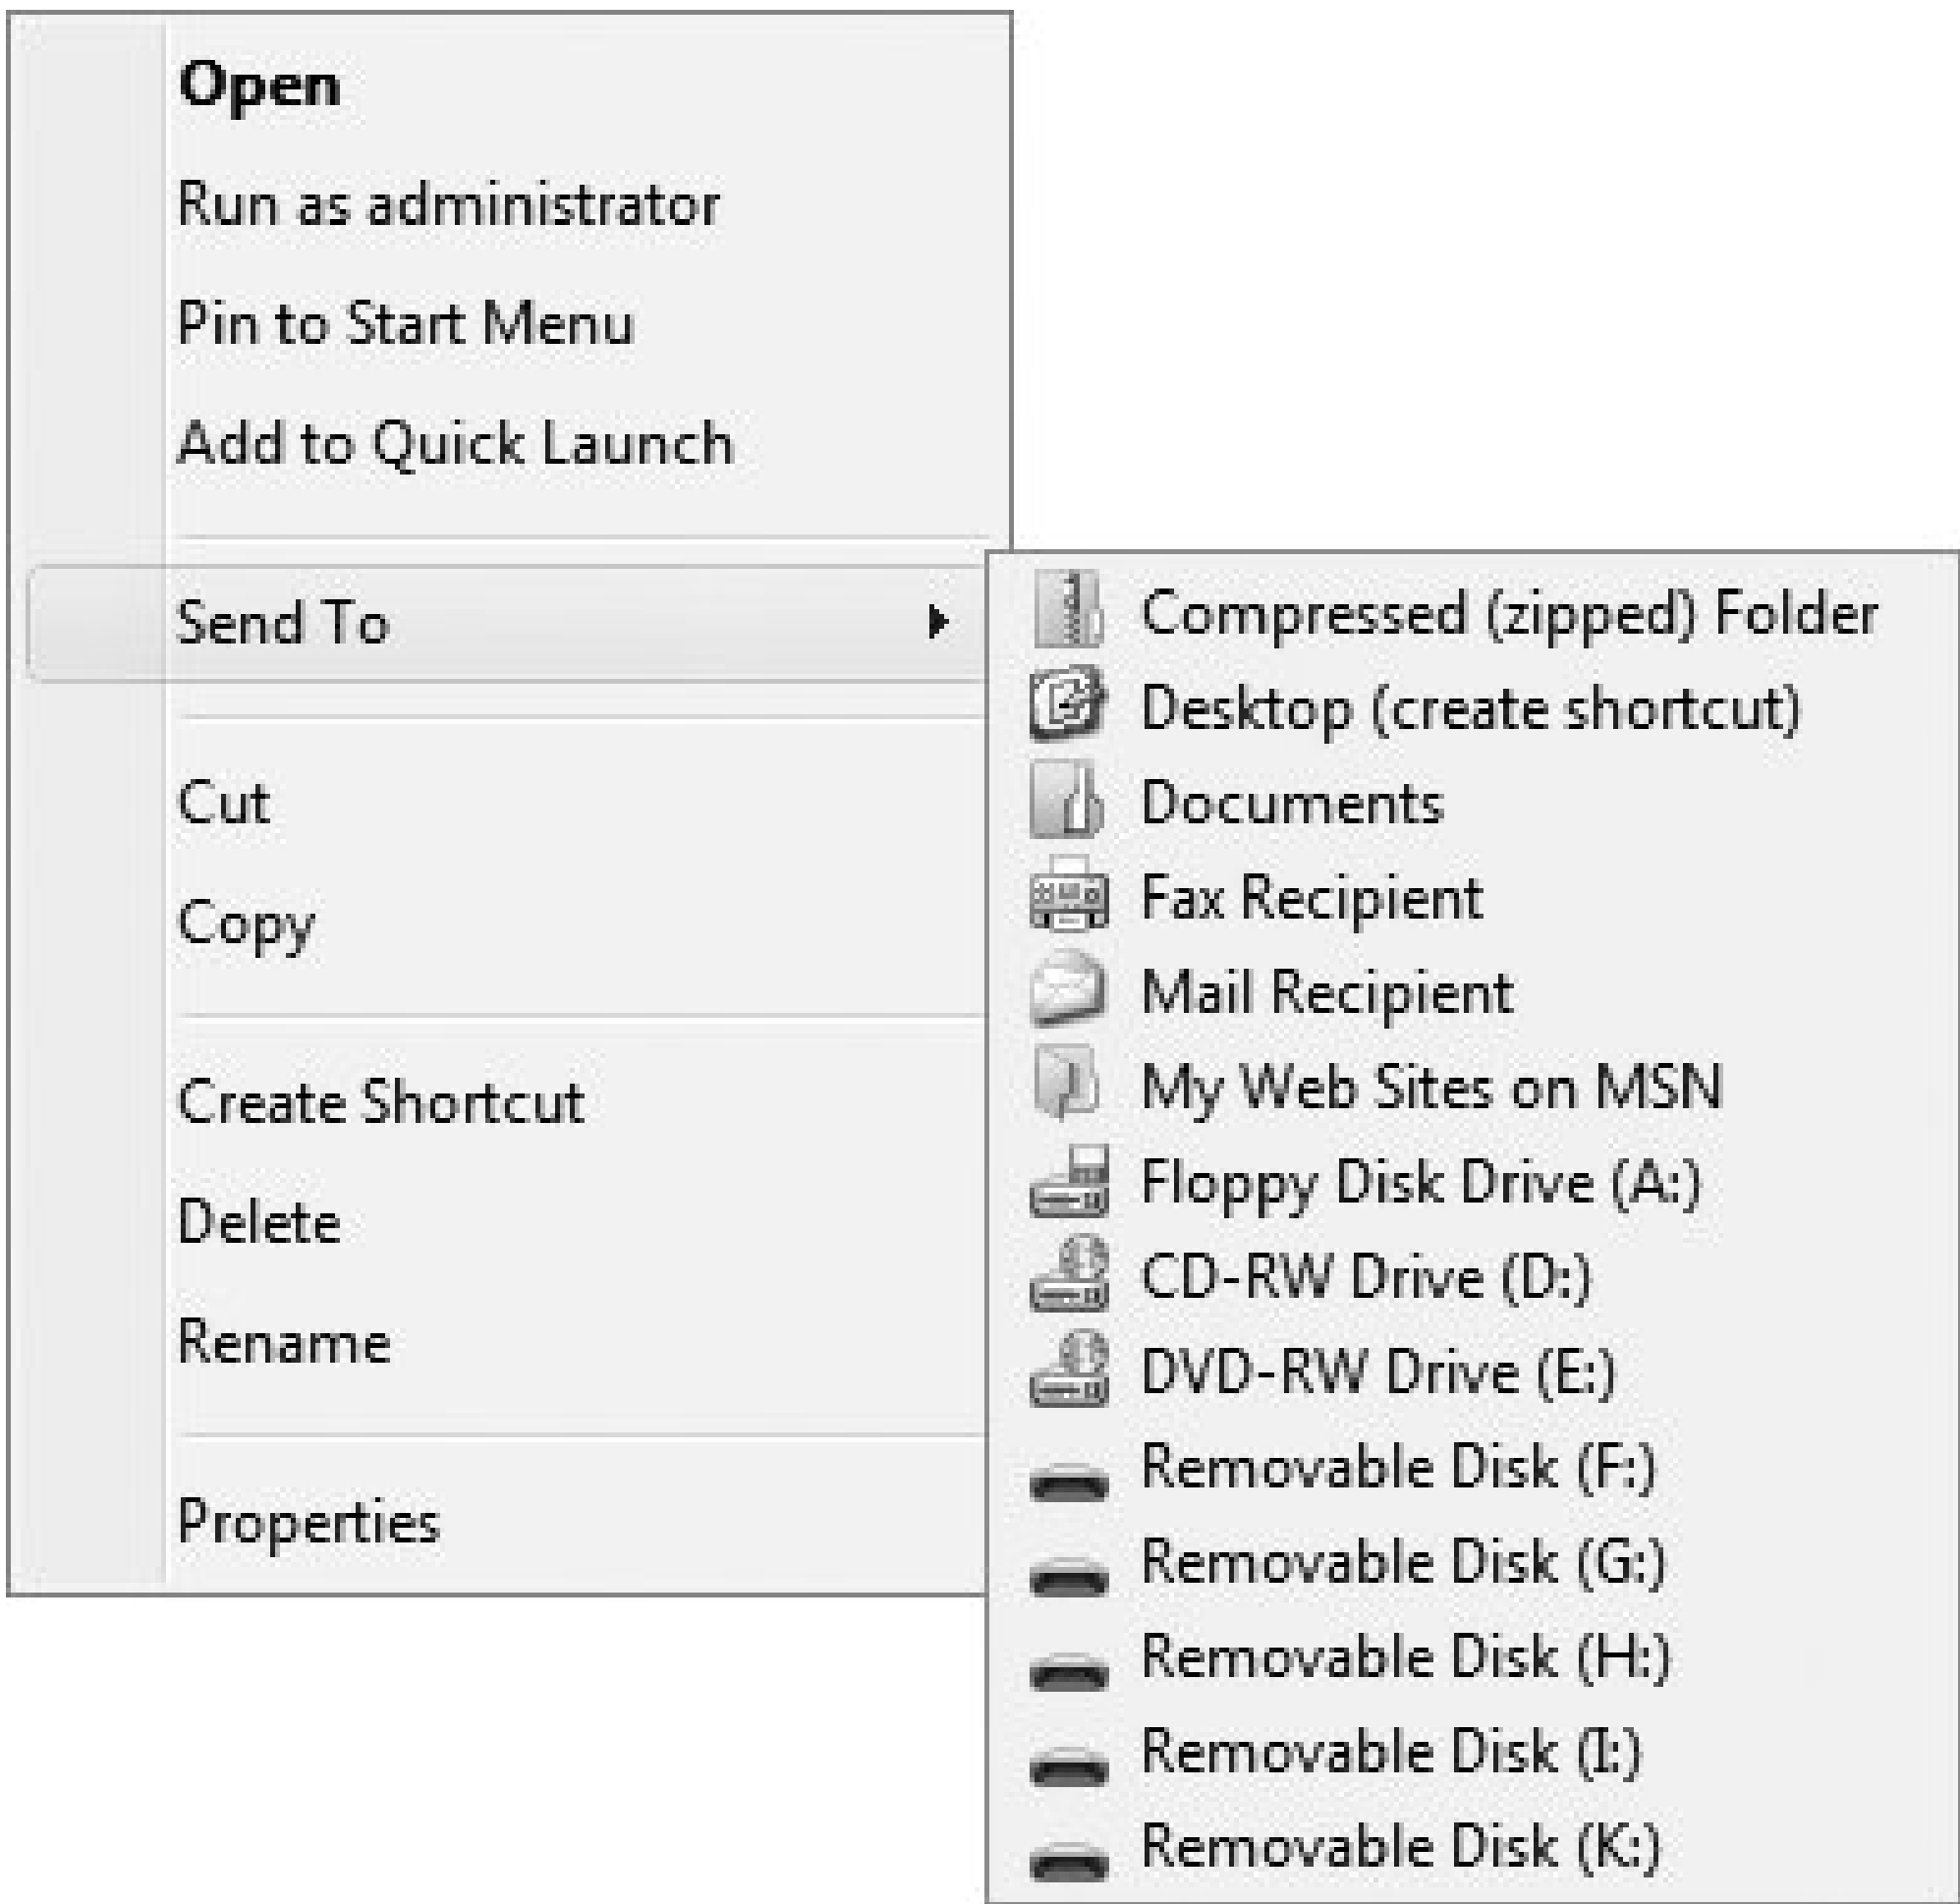 Open
Run as administrator
Pin to Start Menu
Add to Quick Launch
Send To
Cut
Copy
Create Shortcut
Delete
Rename
Properties
Compressed (zipped) Folder
Desktop (create shortcut)
Documents
Fax Recipient
Mail Recipient
My Web Sites on MSN
Floppy Disk Drive (A:)
CD-RW Drive (D:)
DVD-RW Drive (E:)
Removable Disk (F:)
Removable Disk (G:)
Removable Disk (H:)
Removable Disk (I:)
Removable Disk (K:)